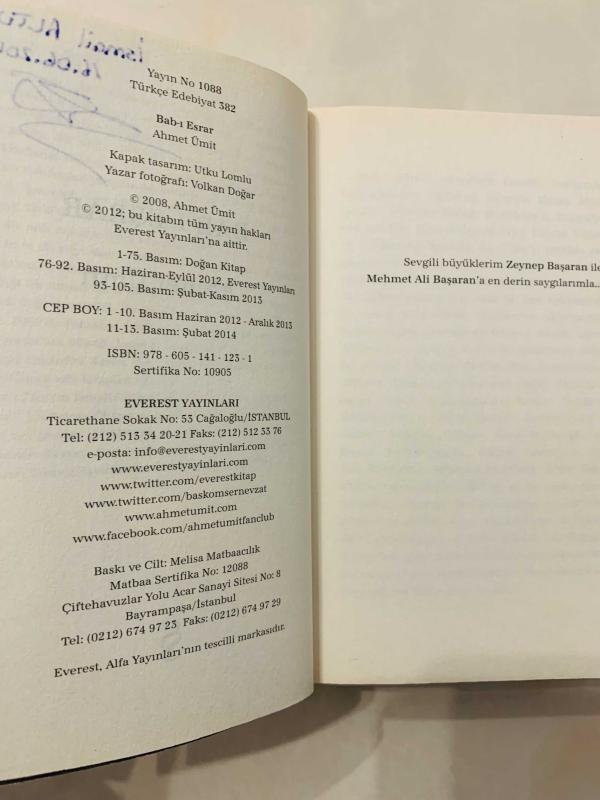 İsmail
Yayın No 1088
Türkçe Edebiyat 382
Bab-ı Esrar
Ahmet Ümit
Kapak tasarım: Utku Lomlu
Yazar fotoğrafı: Volkan Doğar
© 2008, Ahmet Ümit
© 2012; bu kitabın tüm yayın hakları
Everest Yayınları'na aittir.
1-75. Basım: Doğan Kitap
76-92. Basım: Haziran-Eylül 2012, Everest Yayınları
93-105. Basım: Şubat-Kasım 2013
CEP BOY: 1 -10. Basım Haziran 2012 - Aralık 2013
11-13. Basım: Şubat 2014
ISBN: 978 - 605 - 141 - 123 - 1
Sertifika No: 10905
EVEREST YAYINLARI
Ticarethane Sokak No: 53 Cağaloğlu/İSTANBUL
Tel: (212) 513 34 20-21 Faks: (212) 512 33 76
e-posta: info@everestyayinlari.com
www.everestyayinlari.com
www.twitter.com/everestkitap
www.twitter.com/baskomsernevzat
www.ahmetumit.com
www.facebook.com/ahmetumitfanclub
Baskı ve Cilt: Melisa Matbaacılık
Matbaa Sertifika No: 12088
Çiftehavuzlar Yolu Acar Sanayi Sitesi No: 8
Bayrampaşa/İstanbul
Tel: (0212) 674 97 23 Faks: (0212) 674 97 29
Everest, Alfa Yayınları'nın tescilli markasıdır.
Sevgili büyüklerim Zeynep Başaran ile
Mehmet Ali Başaran'a en derin saygılarımla...